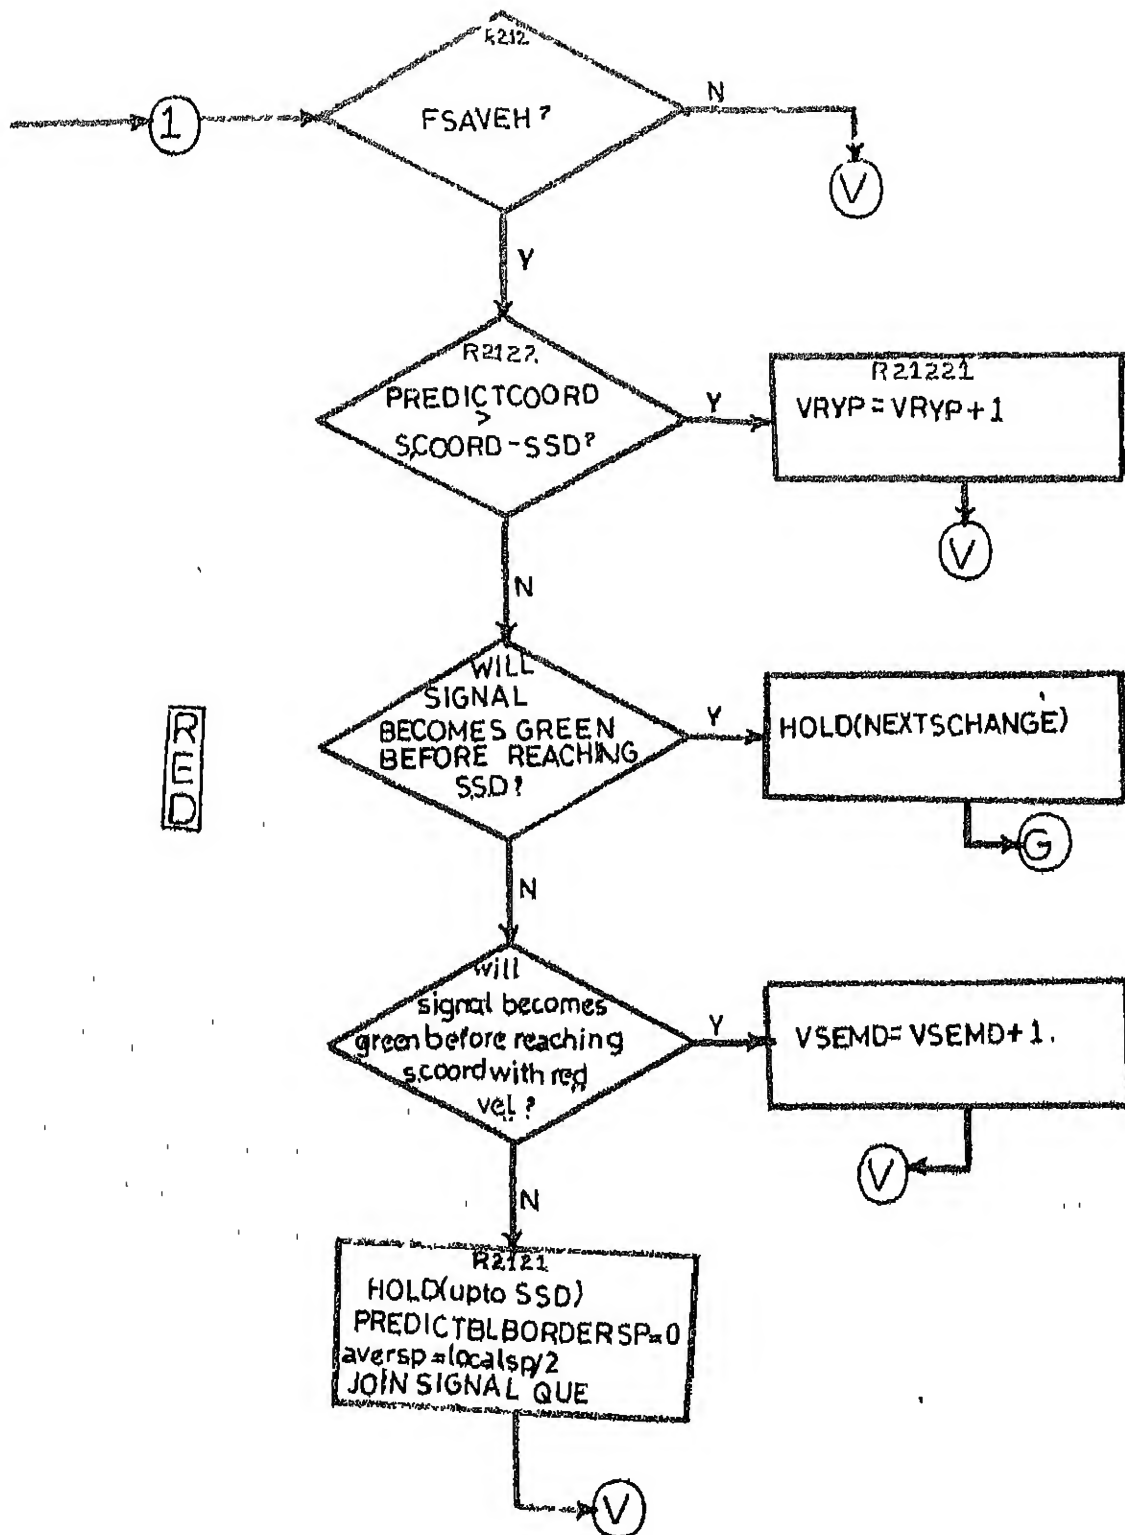 R212
FSAVEH?
N
1
V
Y
R2122
PREDICTCOORD
>
S.COORD-SSD?
Y
R21221
VRYP=VRYP+1
V
N
WILL
SIGNAL
BECOMES GREEN
BEFORE REACHING
S.S.D?
Y
HOLD(NEXTSCHANGE)
G
RED
N
will
signal becomes
green before reaching
s.coord with red
vel?
Y
VSEMD=VSEMD+1.
V
N
R2121
HOLD(upto SSD)
PREDICTBLBORDERSP=0
aversp=localsp/2
JOIN SIGNAL QUE
V